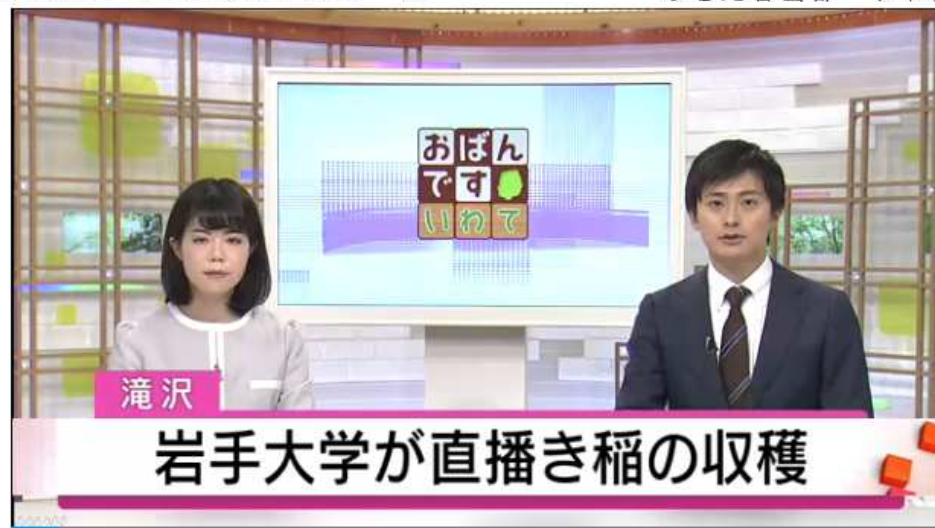 おばん
です
いわて
滝沢
岩手大学が直播き稲の収穫